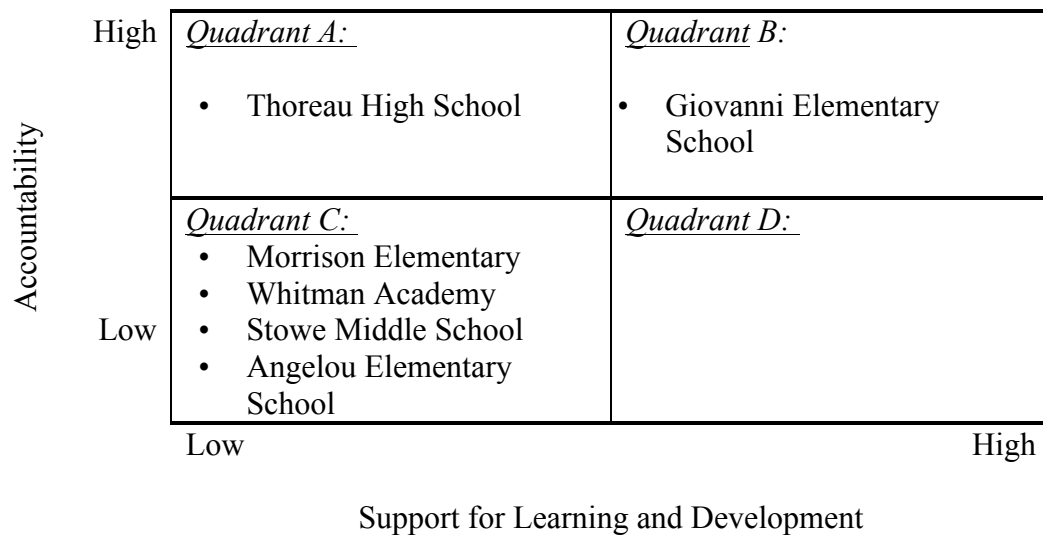 High
Quadrant A:
Quadrant B:
• Thoreau High School
• Giovanni Elementary
School
Accountability
Quadrant C:
Quadrant D:
• Morrison Elementary
• Whitman Academy
Low
• Stowe Middle School
• Angelou Elementary
School
Low
High
Support for Learning and Development